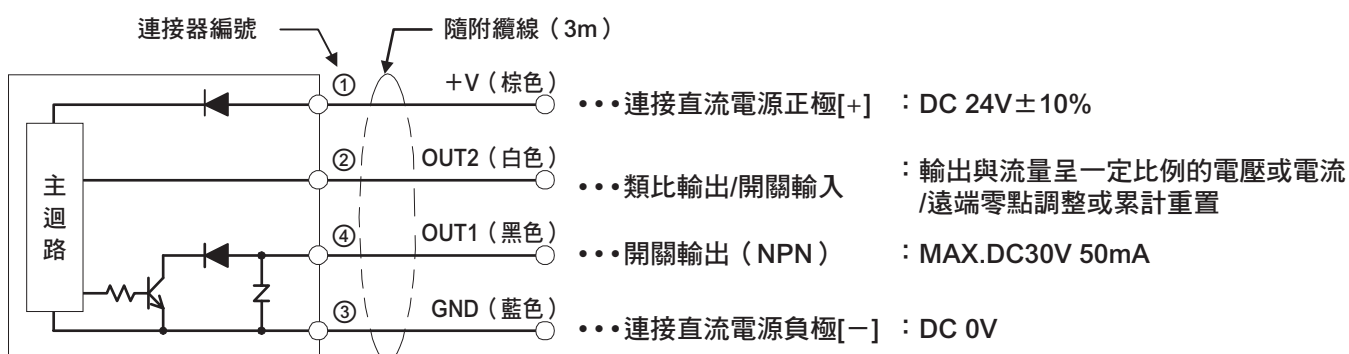 連接器編號 隨附纜線（3m）
① +V（棕色） •••連接直流電源正極[+] ：DC 24V±10%
② OUT2（白色） •••類比輸出/開關輸入 ：輸出與流量呈一定比例的電壓或電流
/遠端零點調整或累計重置
主迴路
④ OUT1（黑色） •••開關輸出（NPN） ：MAX.DC30V 50mA
③ GND（藍色） •••連接直流電源負極[－] ：DC 0V